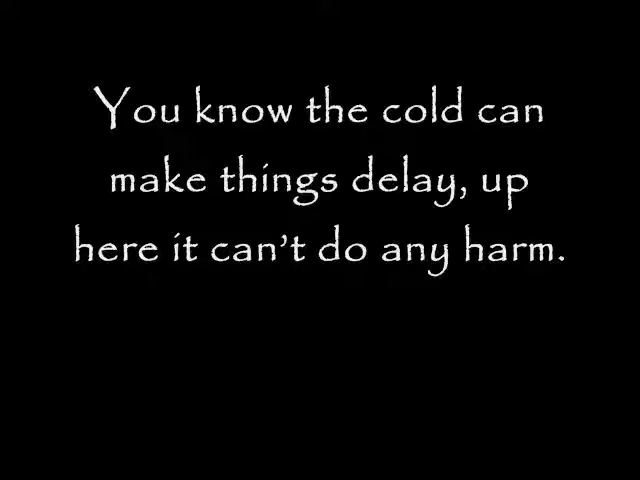 You know the cold can
make things delay, up
here it can’t do any harm.